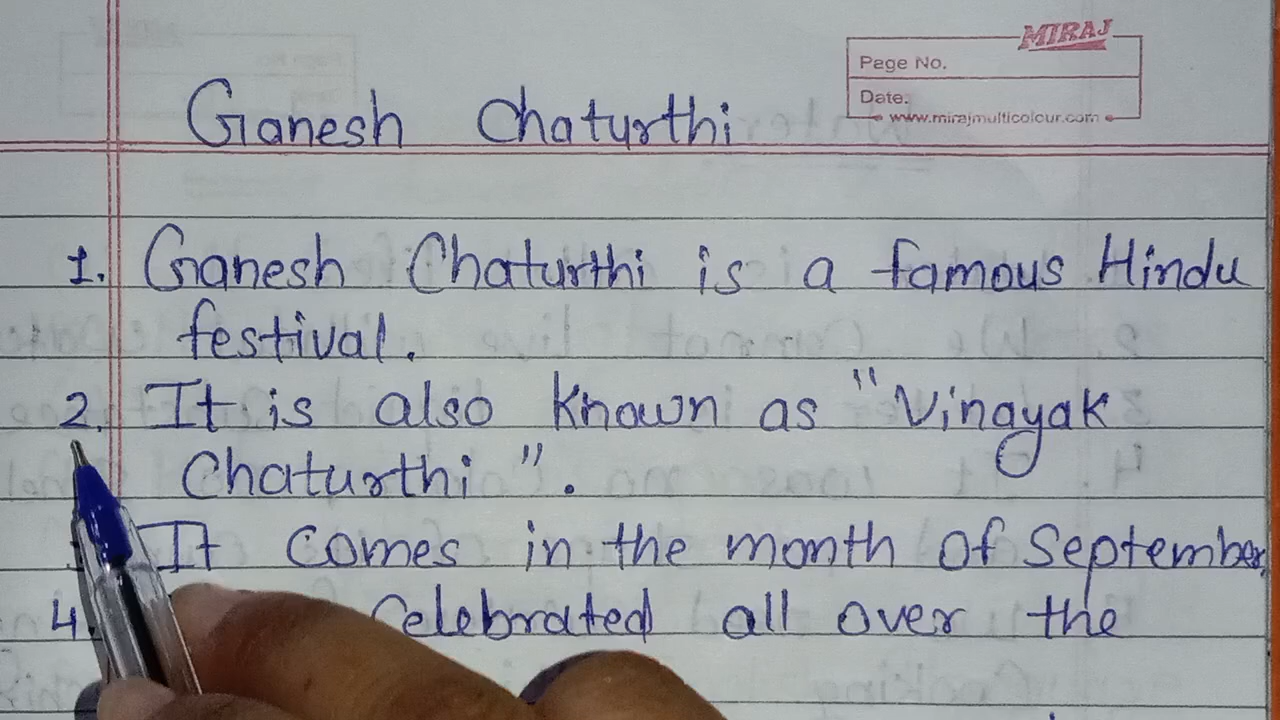 MIRAJ
Page No.
Date.
www.mirajmulticolour.com
Ganesh Chaturthi
1. Ganesh Chaturthi is a famous Hindu
festival.
2. It is also known as "Vinayak
Chaturthi".
It comes in the month of September.
4. Celebrated all over the